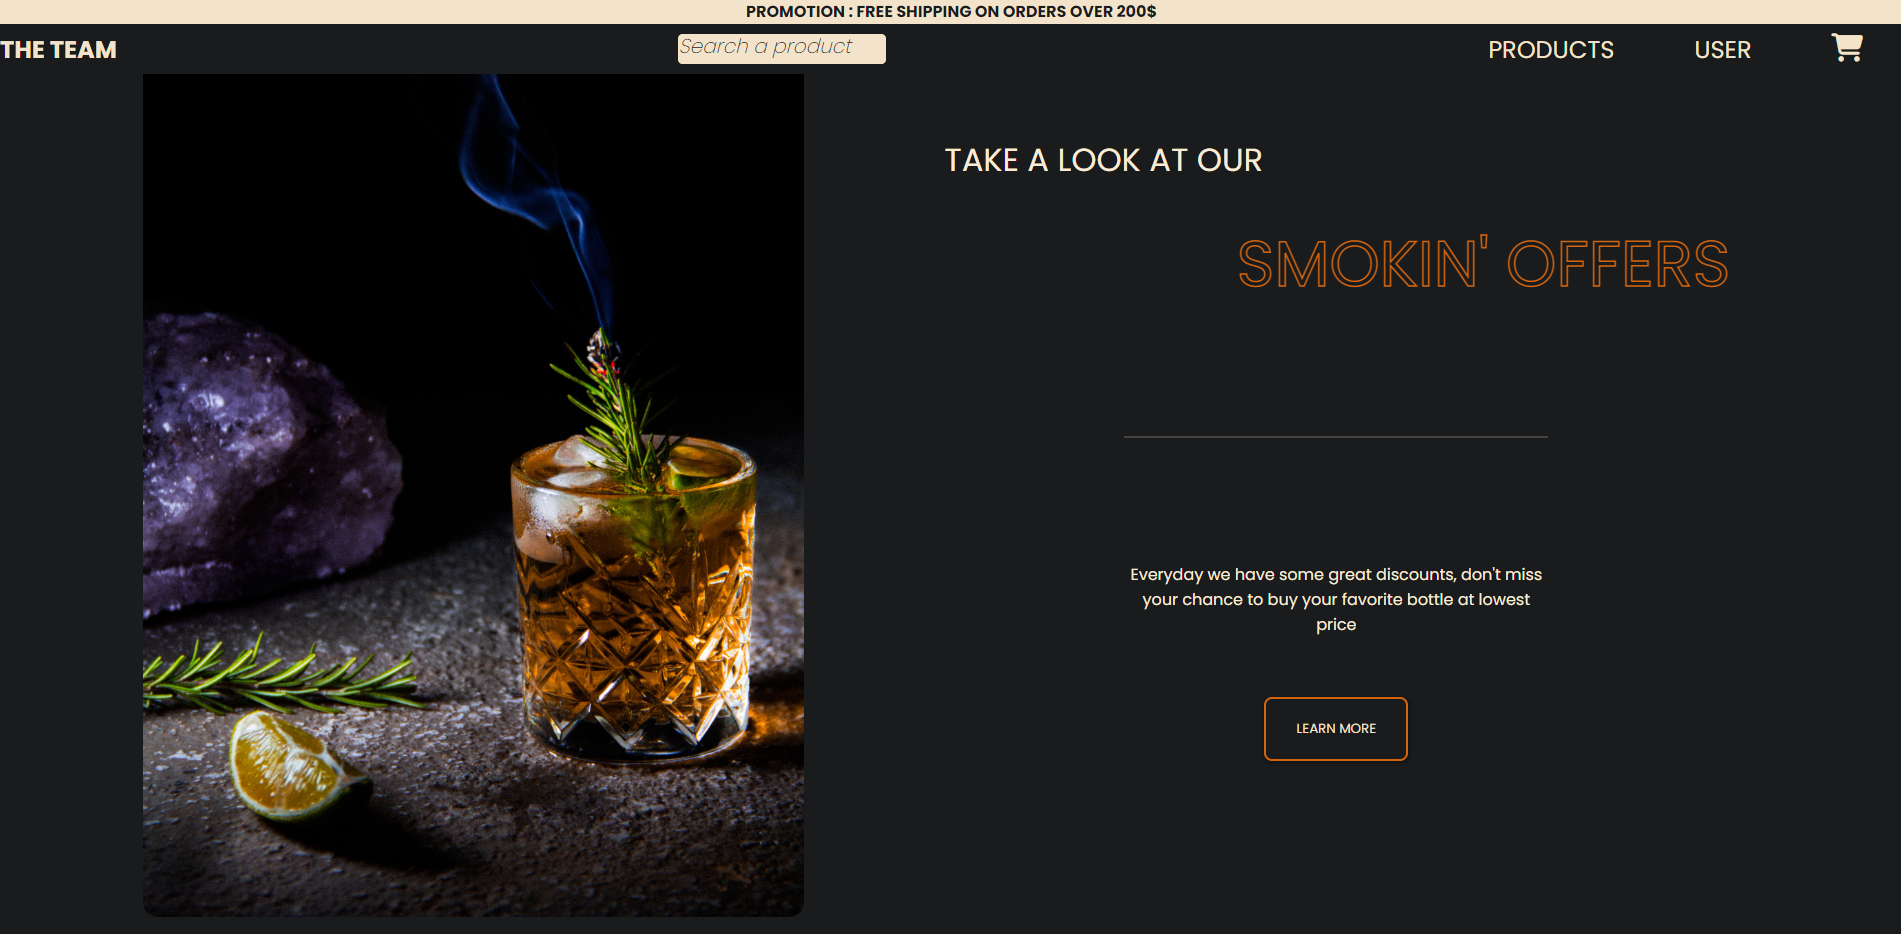 PROMOTION : FREE SHIPPING ON ORDERS OVER 200$
THE TEAM
Search a product
PRODUCTS
USER
TAKE A LOOK AT OUR
SMOKIN' OFFERS
Everyday we have some great discounts, don't miss
your chance to buy your favorite bottle at lowest
price
LEARN MORE